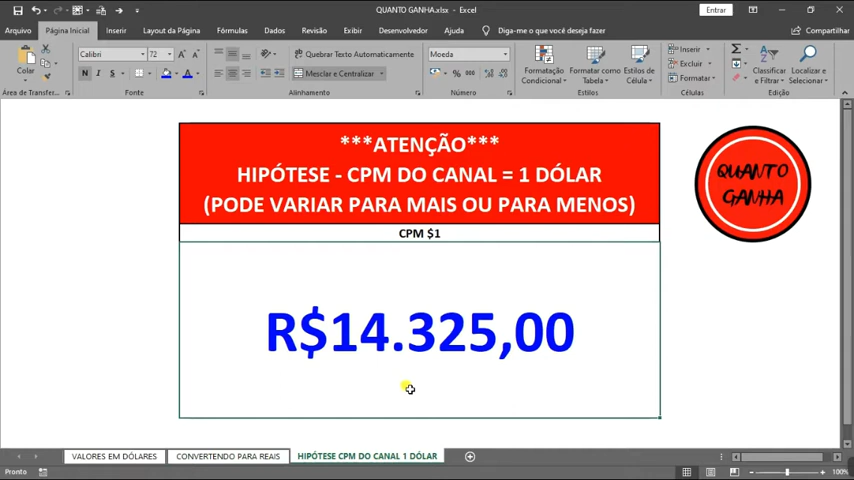 QUANTO GANHA.xlsx - Excel
Entrar
Arquivo Página Inicial Inserir Layout da Página Fórmulas Dados Revisão Exibir Desenvolvedor Ajuda Diga-me o que você deseja fazer Compartilhar
Calibri 72 Quebrar Texto Automaticamente Moeda Inserir
Colar Mesclar e Centralizar Formatação Condicional Formatar como Tabela Estilos de Célula Excluir Classificar e Filtrar Localizar e Selecionar
N I S % 000 Formatar
Área de Transfer... Fonte Alinhamento Número Estilos Células Edição
***ATENÇÃO***
HIPÓTESE - CPM DO CANAL = 1 DÓLAR
(PODE VARIAR PARA MAIS OU PARA MENOS)
CPM $1
QUANTO
GANHA
R$14.325,00
VALORES EM DÓLARES CONVERTENDO PARA REAIS HIPÓTESE CPM DO CANAL 1 DÓLAR
Pronto 100%